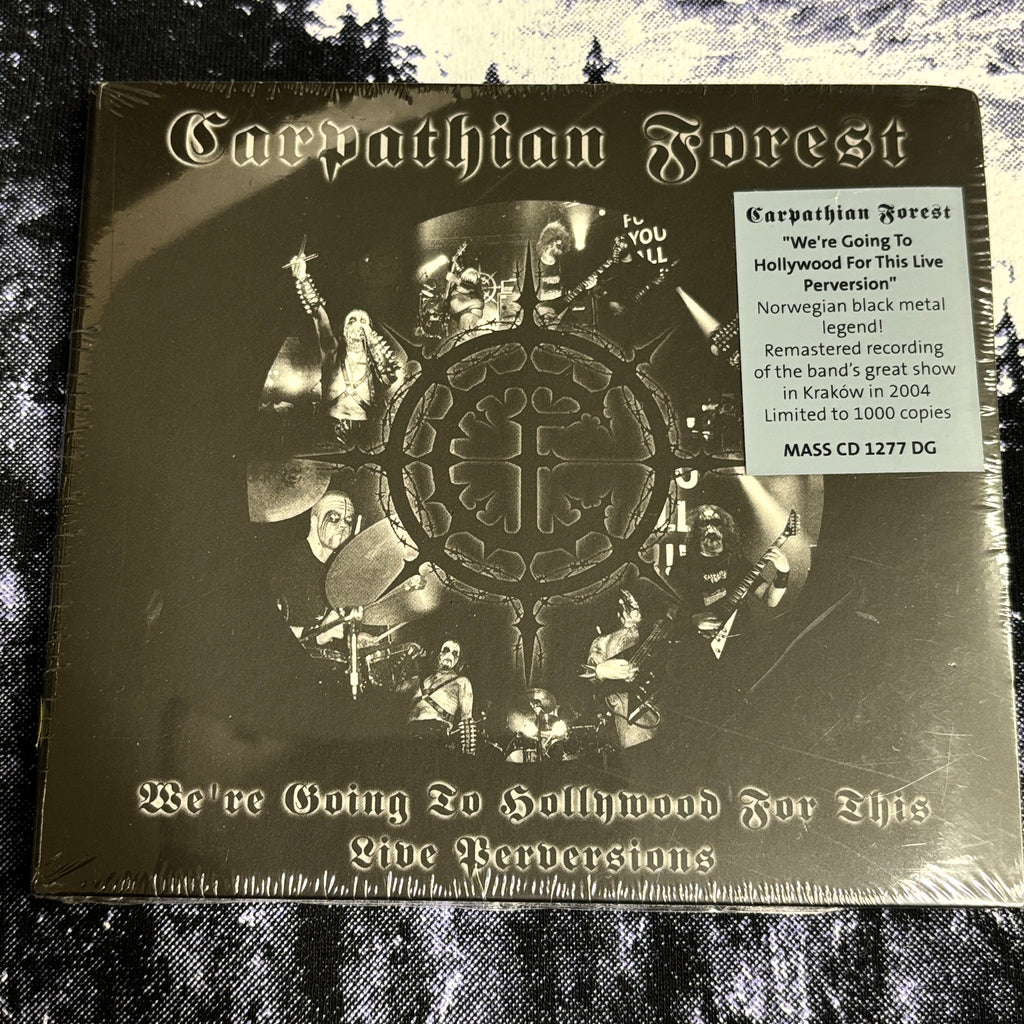 Carpathian Forest
Carpathian Forest
"We're Going To
Hollywood For This Live
Perversion"
Norwegian black metal
legend!
Remastered recording
of the band's great show
in Kraków in 2004
Limited to 1000 copies
MASS CD 1277 DG
YOU
We're Going To Hollywood For This
Live Perversions